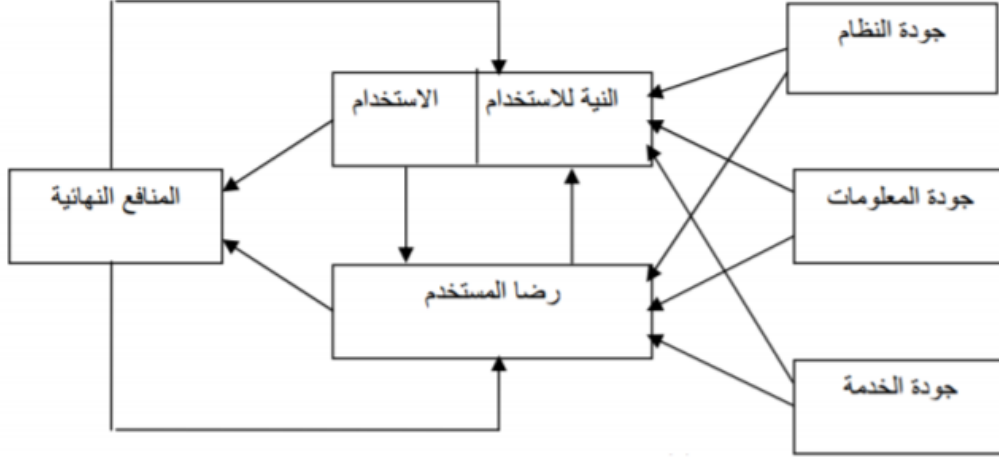 جودة النظام
النية للاستخدام
الاستخدام
جودة المعلومات
المنافع النهائية
رضا المستخدم
جودة الخدمة